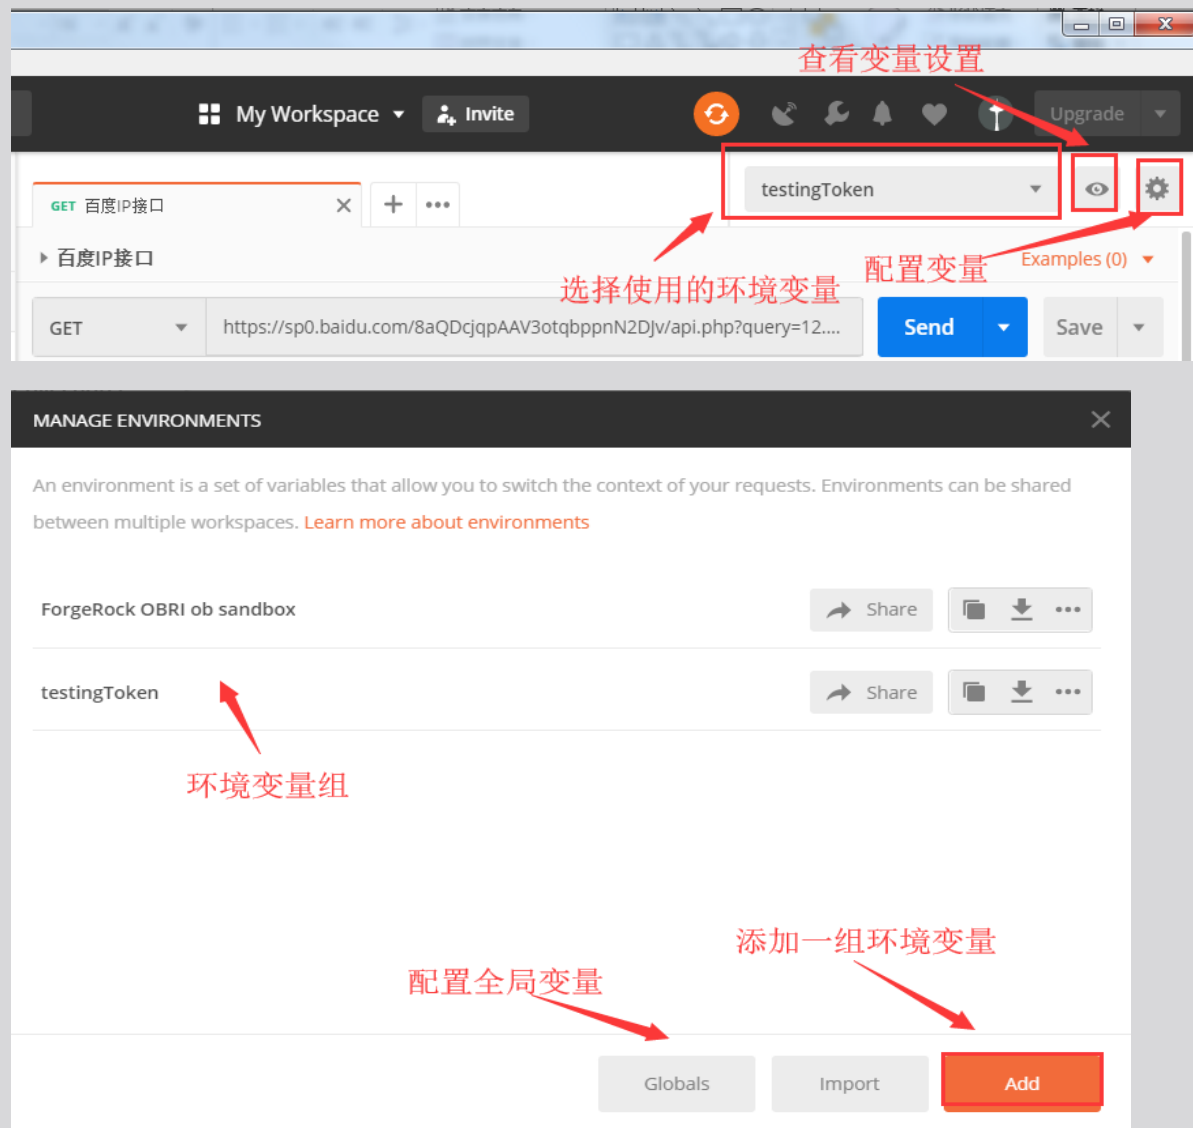 查看变量设置
My Workspace
Invite
Upgrade
GET 百度IP接口
testingToken
百度IP接口
选择使用的环境变量
配置变量
Examples (0)
GET
https://sp0.baidu.com/8aQDcjqpAAV3otqbppnN2DJv/api.php?query=12....
Send
Save
MANAGE ENVIRONMENTS
An environment is a set of variables that allow you to switch the context of your requests. Environments can be shared
between multiple workspaces. Learn more about environments
ForgeRock OBRI ob sandbox
Share
testingToken
Share
环境变量组
添加一组环境变量
配置全局变量
Globals
Import
Add